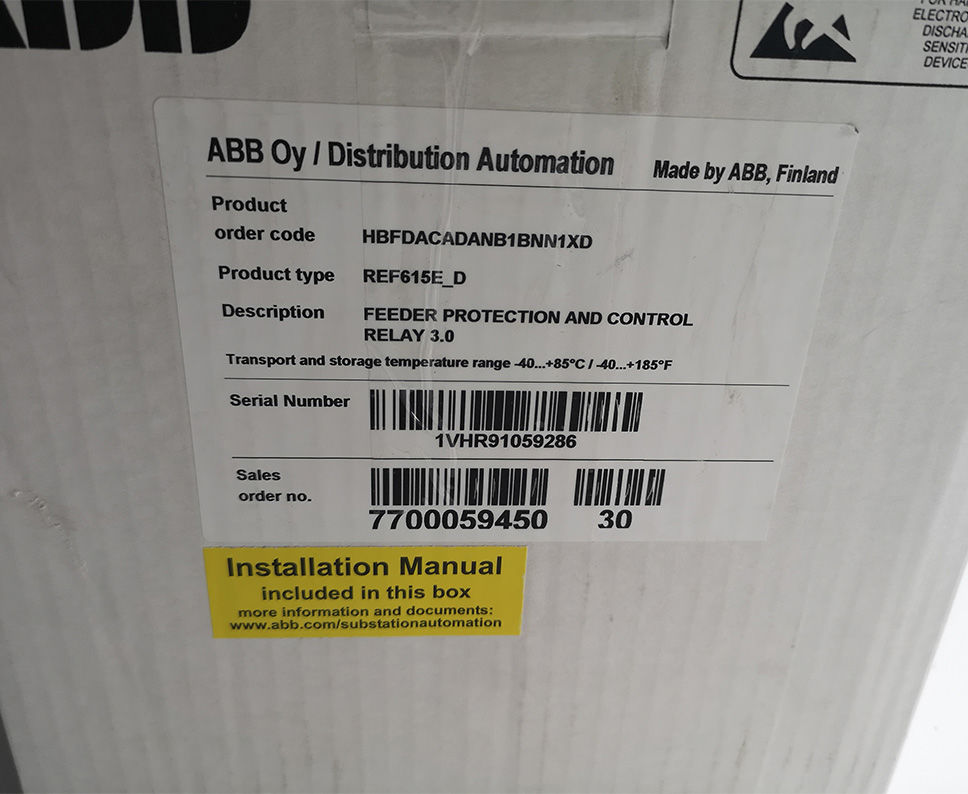 ABB
ELECTRO
DISCHA
SENSITI
DEVICE
ABB Oy / Distribution Automation Made by ABB, Finland
Product
order code HBFDACADANB1BNN1XD
Product type REF615E_D
Description FEEDER PROTECTION AND CONTROL
RELAY 3.0
Transport and storage temperature range -40...+85°C / -40...+185°F
Serial Number
1VHR91059286
Sales
order no.
7700059450 30
Installation Manual
included in this box
more information and documents:
www.abb.com/substationautomation